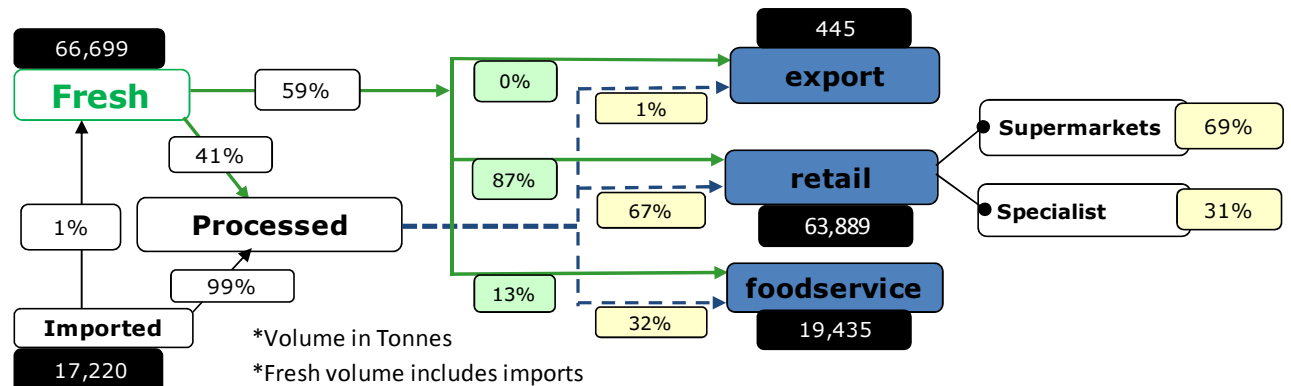 66,699
Fresh
59%
41%
1%
Processed
99%
Imported
17,220
*Volume in Tonnes
*Fresh volume includes imports
0%
87%
13%
1%
67%
32%
445
export
retail
63,889
foodservice
19,435
Supermarkets
69%
Specialist
31%